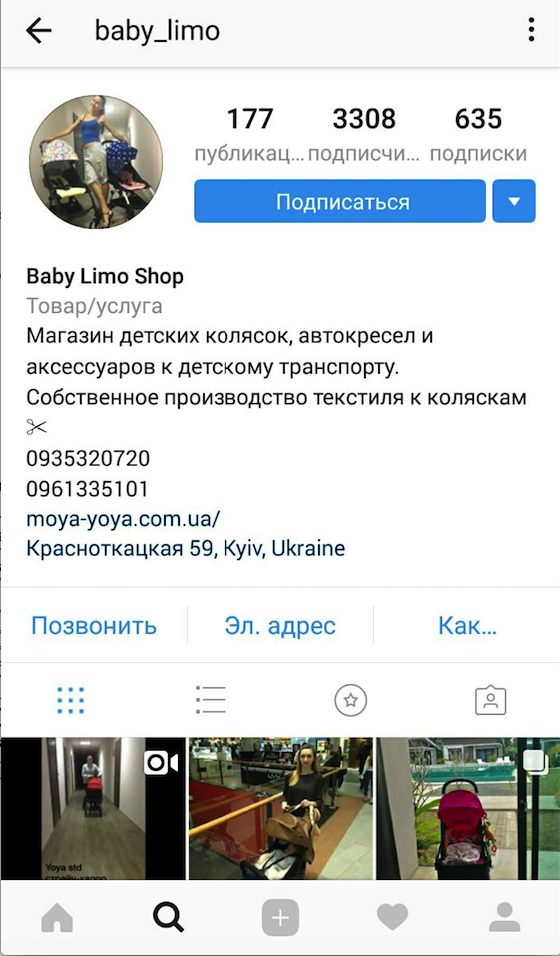 baby_limo
177 3308 635
публикац... подписчи... подписки
Подписаться
Baby Limo Shop
Товар/услуга
Магазин детских колясок, автокресел и
аксессуаров к детскому транспорту.
Собственное производство текстиля к коляскам
✂
0935320720
0961335101
moya-yoya.com.ua/
Красноткацкая 59, Kyiv, Ukraine
Позвонить Эл. адрес Как...
Yoya std